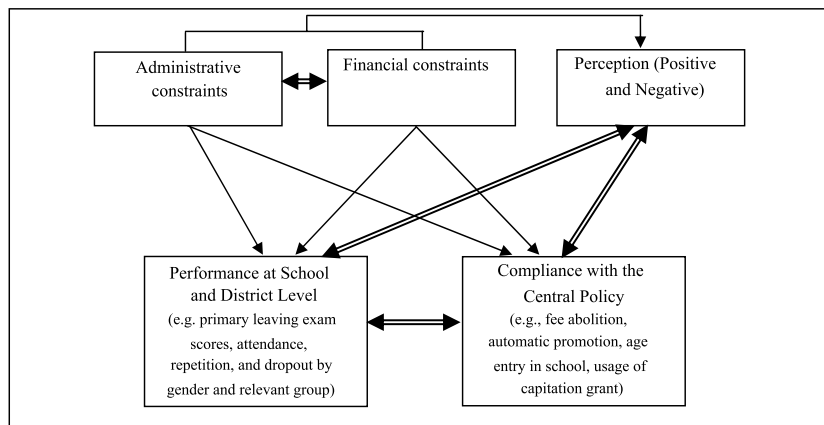 Administrative
constraints
Financial constraints
Perception (Positive
and Negative)
Performance at School
and District Level
(e.g. primary leaving exam
scores, attendance,
repetition, and dropout by
gender and relevant group)
Compliance with the
Central Policy
(e.g., fee abolition,
automatic promotion, age
entry in school, usage of
capitation grant)